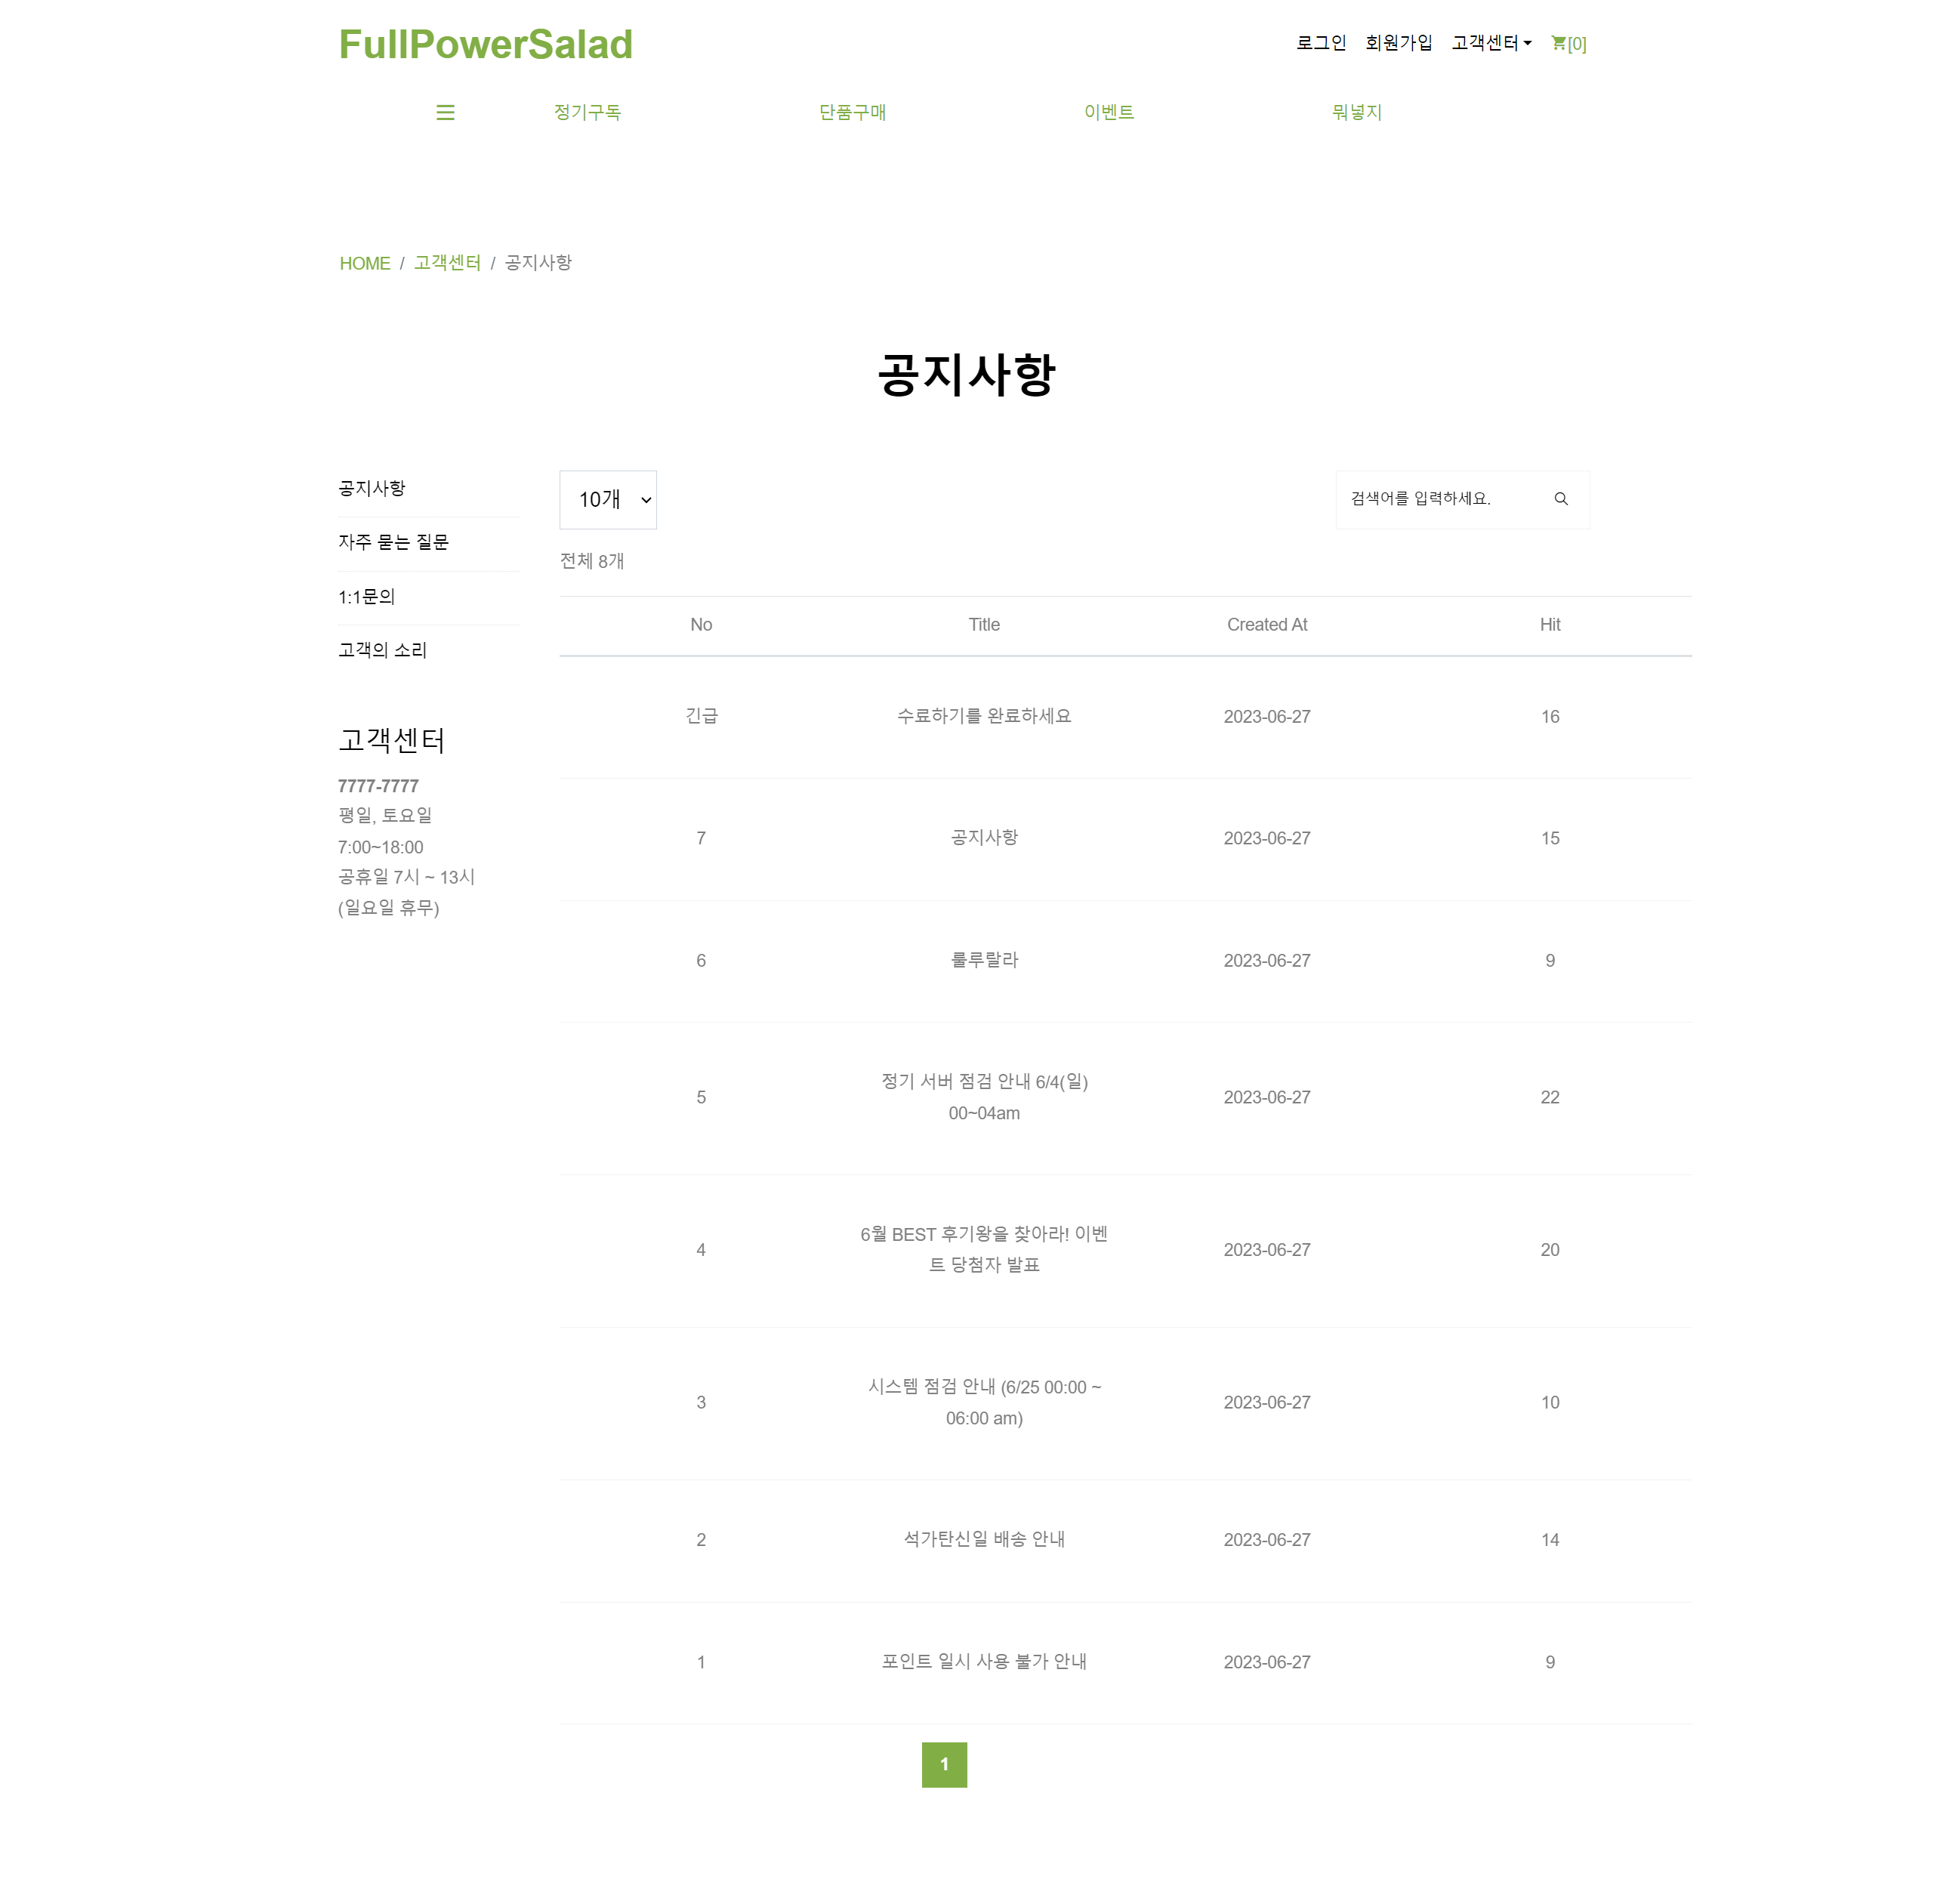 FullPowerSalad
로그인 회원가입 고객센터 [0]
정기구독 단품구매 이벤트 뭐넣지
HOME / 고객센터 / 공지사항
공지사항
공지사항
자주 묻는 질문
1:1문의
고객의 소리
고객센터
7777-7777
평일, 토요일
7:00~18:00
공휴일 7시 ~ 13시
(일요일 휴무)
10개
검색어를 입력하세요.
전체 8개
No Title Created At Hit
긴급 수료하기를 완료하세요 2023-06-27 16
7 공지사항 2023-06-27 15
6 룰루랄라 2023-06-27 9
5 정기 서버 점검 안내 6/4(일)
00~04am 2023-06-27 22
4 6월 BEST 후기왕을 찾아라! 이벤
트 당첨자 발표 2023-06-27 20
3 시스템 점검 안내 (6/25 00:00 ~
06:00 am) 2023-06-27 10
2 석가탄신일 배송 안내 2023-06-27 14
1 포인트 일시 사용 불가 안내 2023-06-27 9
1